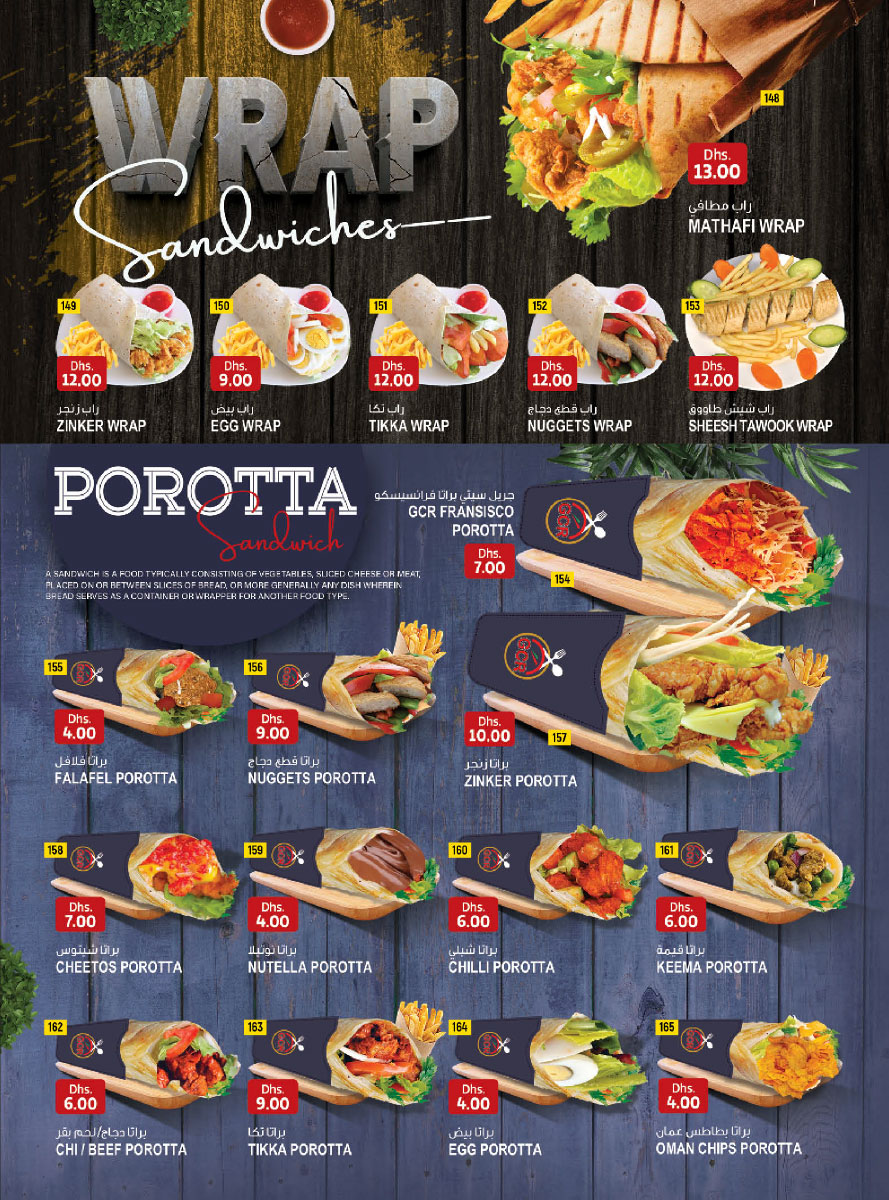 WRAP
Sandwiches
148
Dhs.
13.00
راب مطافي
MATHAFI WRAP
149
Dhs.
12.00
راب زنجر
ZINKER WRAP
150
Dhs.
9.00
راب بيض
EGG WRAP
151
Dhs.
12.00
راب تكا
TIKKA WRAP
152
Dhs.
12.00
راب قطع دجاج
NUGGETS WRAP
153
Dhs.
12.00
راب شيش طاووق
SHEESH TAWOOK WRAP
POROTTA
Sandwich
A SANDWICH IS A FOOD TYPICALLY CONSISTING OF VEGETABLES, SLICED CHEESE OR MEAT,
PLACED ON OR BETWEEN SLICES OF BREAD, OR MORE GENERALLY ANY DISH WHEREIN
BREAD SERVES AS A CONTAINER OR WRAPPER FOR ANOTHER FOOD TYPE.
جريل سيتي براتا فرانسيسكو
GCR FRANSISCO
POROTTA
Dhs.
7.00
GCR
154
155
Dhs.
4.00
براتا فلافل
FALAFEL POROTTA
156
Dhs.
9.00
براتا قطع دجاج
NUGGETS POROTTA
GCR
Dhs.
10.00
157
براتا زنجر
ZINKER POROTTA
158
Dhs.
7.00
براتا شيتوس
CHEETOS POROTTA
159
Dhs.
4.00
براتا نوتيلا
NUTELLA POROTTA
160
Dhs.
6.00
براتا شيلي
CHILLI POROTTA
161
Dhs.
6.00
براتا قيمة
KEEMA POROTTA
162
Dhs.
6.00
براتا دجاج/لحم بقر
CHI / BEEF POROTTA
163
Dhs.
9.00
براتا تكا
TIKKA POROTTA
164
Dhs.
4.00
براتا بيض
EGG POROTTA
165
Dhs.
4.00
براتا بطاطس عمان
OMAN CHIPS POROTTA